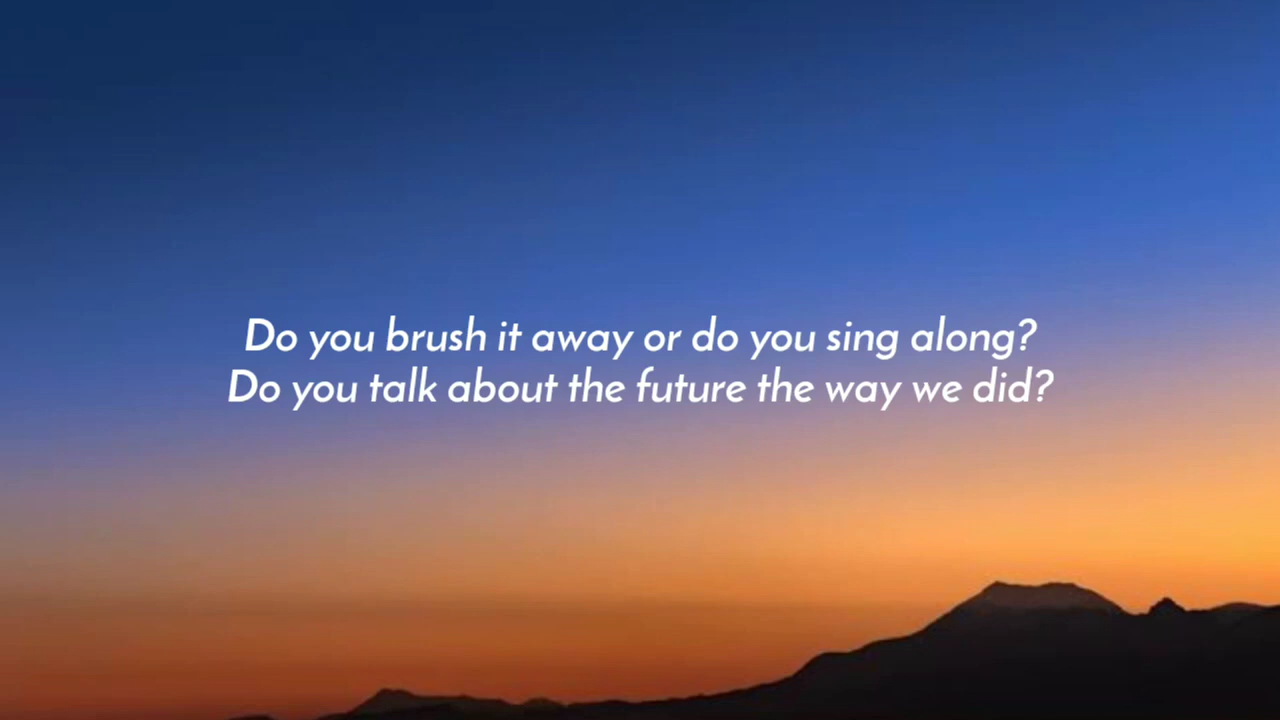 Do you brush it away or do you sing along?
Do you talk about the future the way we did?